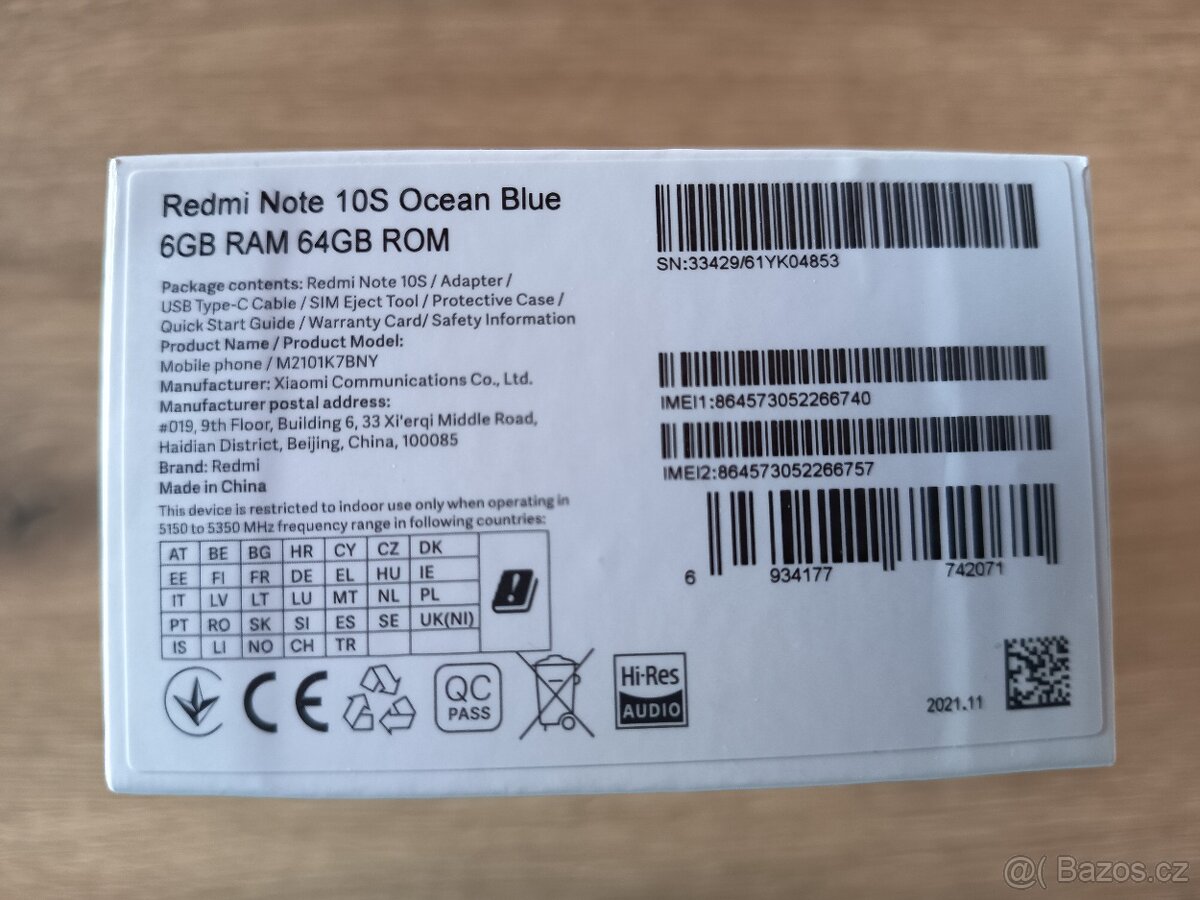 Redmi Note 10S Ocean Blue
6GB RAM 64GB ROM
Package contents: Redmi Note 10S / Adapter /
USB Type-C Cable / SIM Eject Tool / Protective Case /
Quick Start Guide / Warranty Card/ Safety Information
Product Name / Product Model:
Mobile phone / M2101K7BNY
Manufacturer: Xiaomi Communications Co., Ltd.
Manufacturer postal address:
#019, 9th Floor, Building 6, 33 Xi'erqi Middle Road,
Haidian District, Beijing, China, 100085
Brand: Redmi
Made in China
This device is restricted to indoor use only when operating in
5150 to 5350 MHz frequency range in following countries:
AT BE BG HR CY CZ DK
EE FI FR DE EL HU IE
IT LV LT LU MT NL PL
PT RO SK SI ES SE UK(NI)
IS LI NO CH TR
CE
QC
PASS
Hi-Res
AUDIO
SN:33429/61YK04853
IMEI1:864573052266740
IMEI2:864573052266757
6 934177 742071
2021.11
@( Bazos.cz